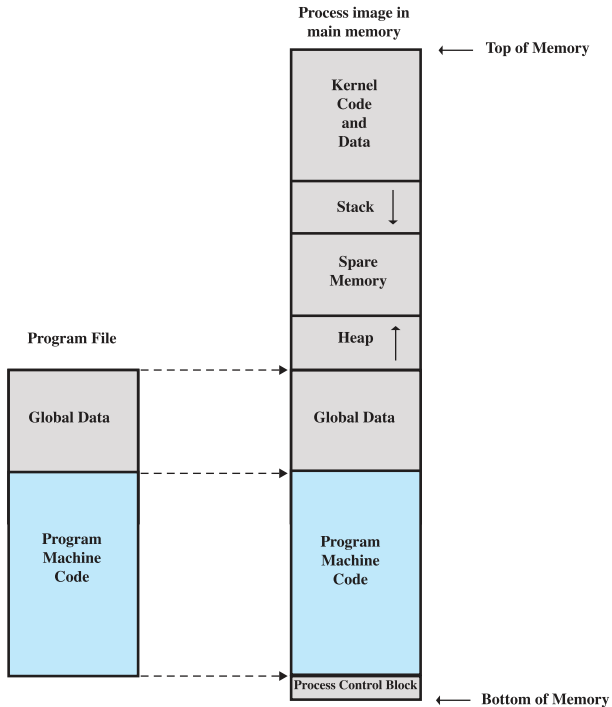 Process image in
main memory
Top of Memory
Kernel
Code
and
Data
Stack
Spare
Memory
Heap
Program File
Global Data
Global Data
Program
Machine
Code
Program
Machine
Code
Process Control Block
Bottom of Memory